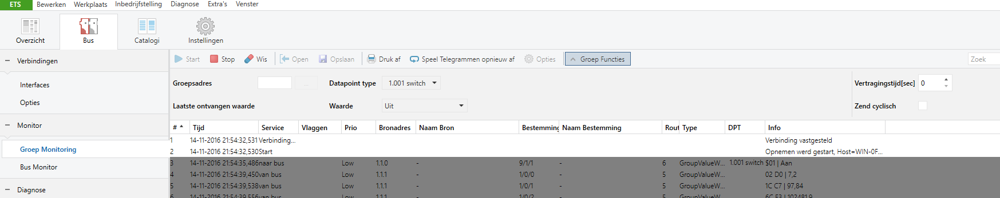 ETS Bewerken Werkplaats Inbedrijfstelling Diagnose Extra's Venster
Overzicht Bus Catalogi Instellingen
Verbindingen
Interfaces
Opties
Monitor
Groep Monitoring
Bus Monitor
Diagnose
Start Stop Wis Open Opslaan Druk af Speel Telegrammen opnieuw af Opties Groep Functies Zoek
Groepsadres ... Datapoint type 1.001 switch Vertragingstijd[sec] 0
Laatste ontvangen waarde Waarde Uit Zend cyclisch
# Tijd Service Vlaggen Prio Bronadres Naam Bron Bestemming Naam Bestemming Rout Type DPT Info
1 14-11-2016 21:54:32,531 Verbinding... Verbinding vastgesteld
2 14-11-2016 21:54:32,530 Start Opnemen werd gestart, Host=WIN-0F...
3 14-11-2016 21:54:35,486 naar bus Low 1.1.0 - 9/1/1 - 6 GroupValueW... 1.001 switch $01 | Aan
4 14-11-2016 21:54:39,450 van bus Low 1.1.1 - 1/0/0 - 5 GroupValueW... 02 D0 | 7,2
5 14-11-2016 21:54:39,538 van bus Low 1.1.1 - 1/0/1 - 5 GroupValueW... 1C C7 | 97,84
6 14-11-2016 21:54:39,556 van bus Low 1.1.1 - 1/0/2 - 5 GroupValueW... 6C F3 | 102481,9